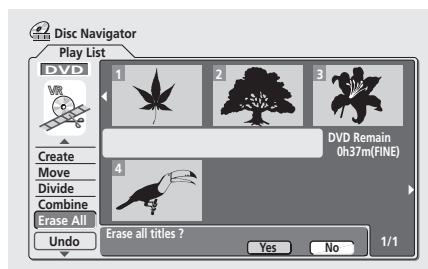 Disc Navigator
Play List
DVD
VR
1
2
3
DVD Remain
0h37m(FINE)
4
Create
Move
Divide
Combine
Erase All
Undo
Erase all titles ?
Yes
No
1/1